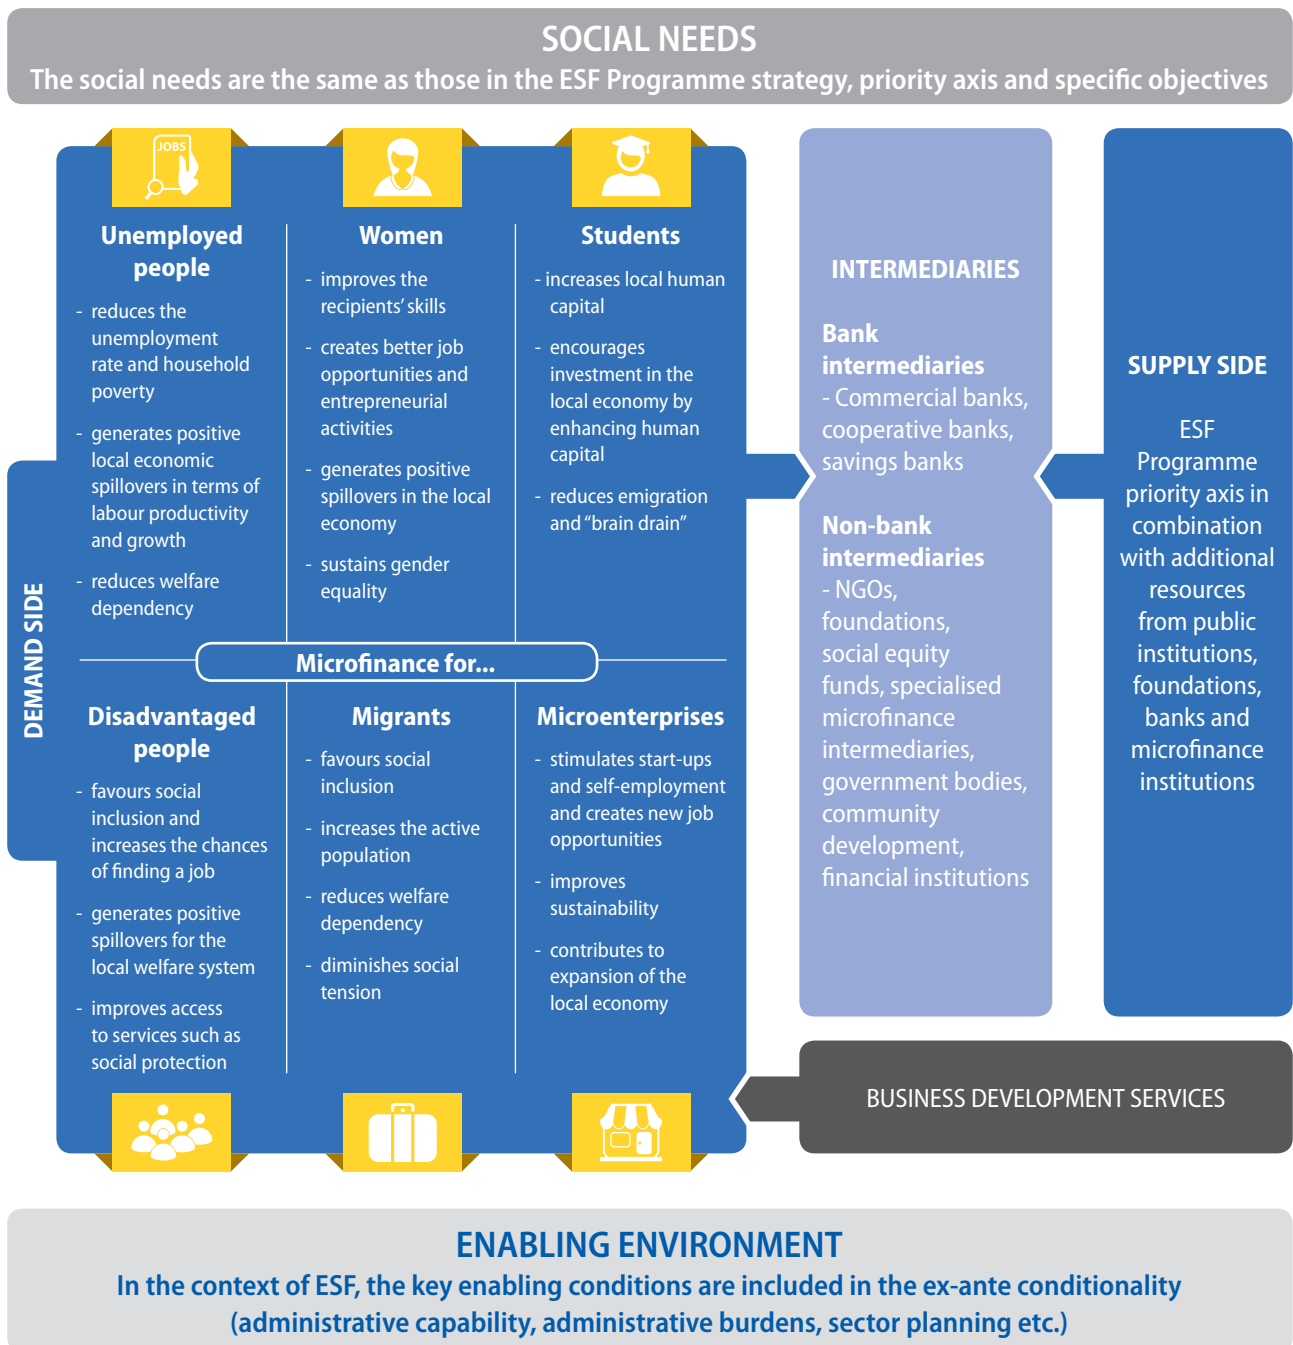 SOCIAL NEEDS
The social needs are the same as those in the ESF Programme strategy, priority axis and specific objectives
DEMAND SIDE
JOBS
Unemployed
people
- reduces the
unemployment
rate and household
poverty
- generates positive
local economic
spillovers in terms of
labour productivity
and growth
- reduces welfare
dependency
Women
- improves the
recipients’ skills
- creates better job
opportunities and
entrepreneurial
activities
- generates positive
spillovers in the local
economy
- sustains gender
equality
Students
- increases local human
capital
- encourages
investment in the
local economy by
enhancing human
capital
- reduces emigration
and “brain drain”
Microfinance for...
Disadvantaged
people
- favours social
inclusion and
increases the chances
of finding a job
- generates positive
spillovers for the
local welfare system
- improves access
to services such as
social protection
Migrants
- favours social
inclusion
- increases the active
population
- reduces welfare
dependency
- diminishes social
tension
Microenterprises
- stimulates start-ups
and self-employment
and creates new job
opportunities
- improves
sustainability
- contributes to
expansion of the
local economy
INTERMEDIARIES
Bank
intermediaries
- Commercial banks,
cooperative banks,
savings banks
Non-bank
intermediaries
- NGOs,
foundations,
social equity
funds, specialised
microfinance
intermediaries,
government bodies,
community
development,
financial institutions
SUPPLY SIDE
ESF
Programme
priority axis in
combination
with additional
resources
from public
institutions,
foundations,
banks and
microfinance
institutions
BUSINESS DEVELOPMENT SERVICES
ENABLING ENVIRONMENT
In the context of ESF, the key enabling conditions are included in the ex-ante conditionality
(administrative capability, administrative burdens, sector planning etc.)